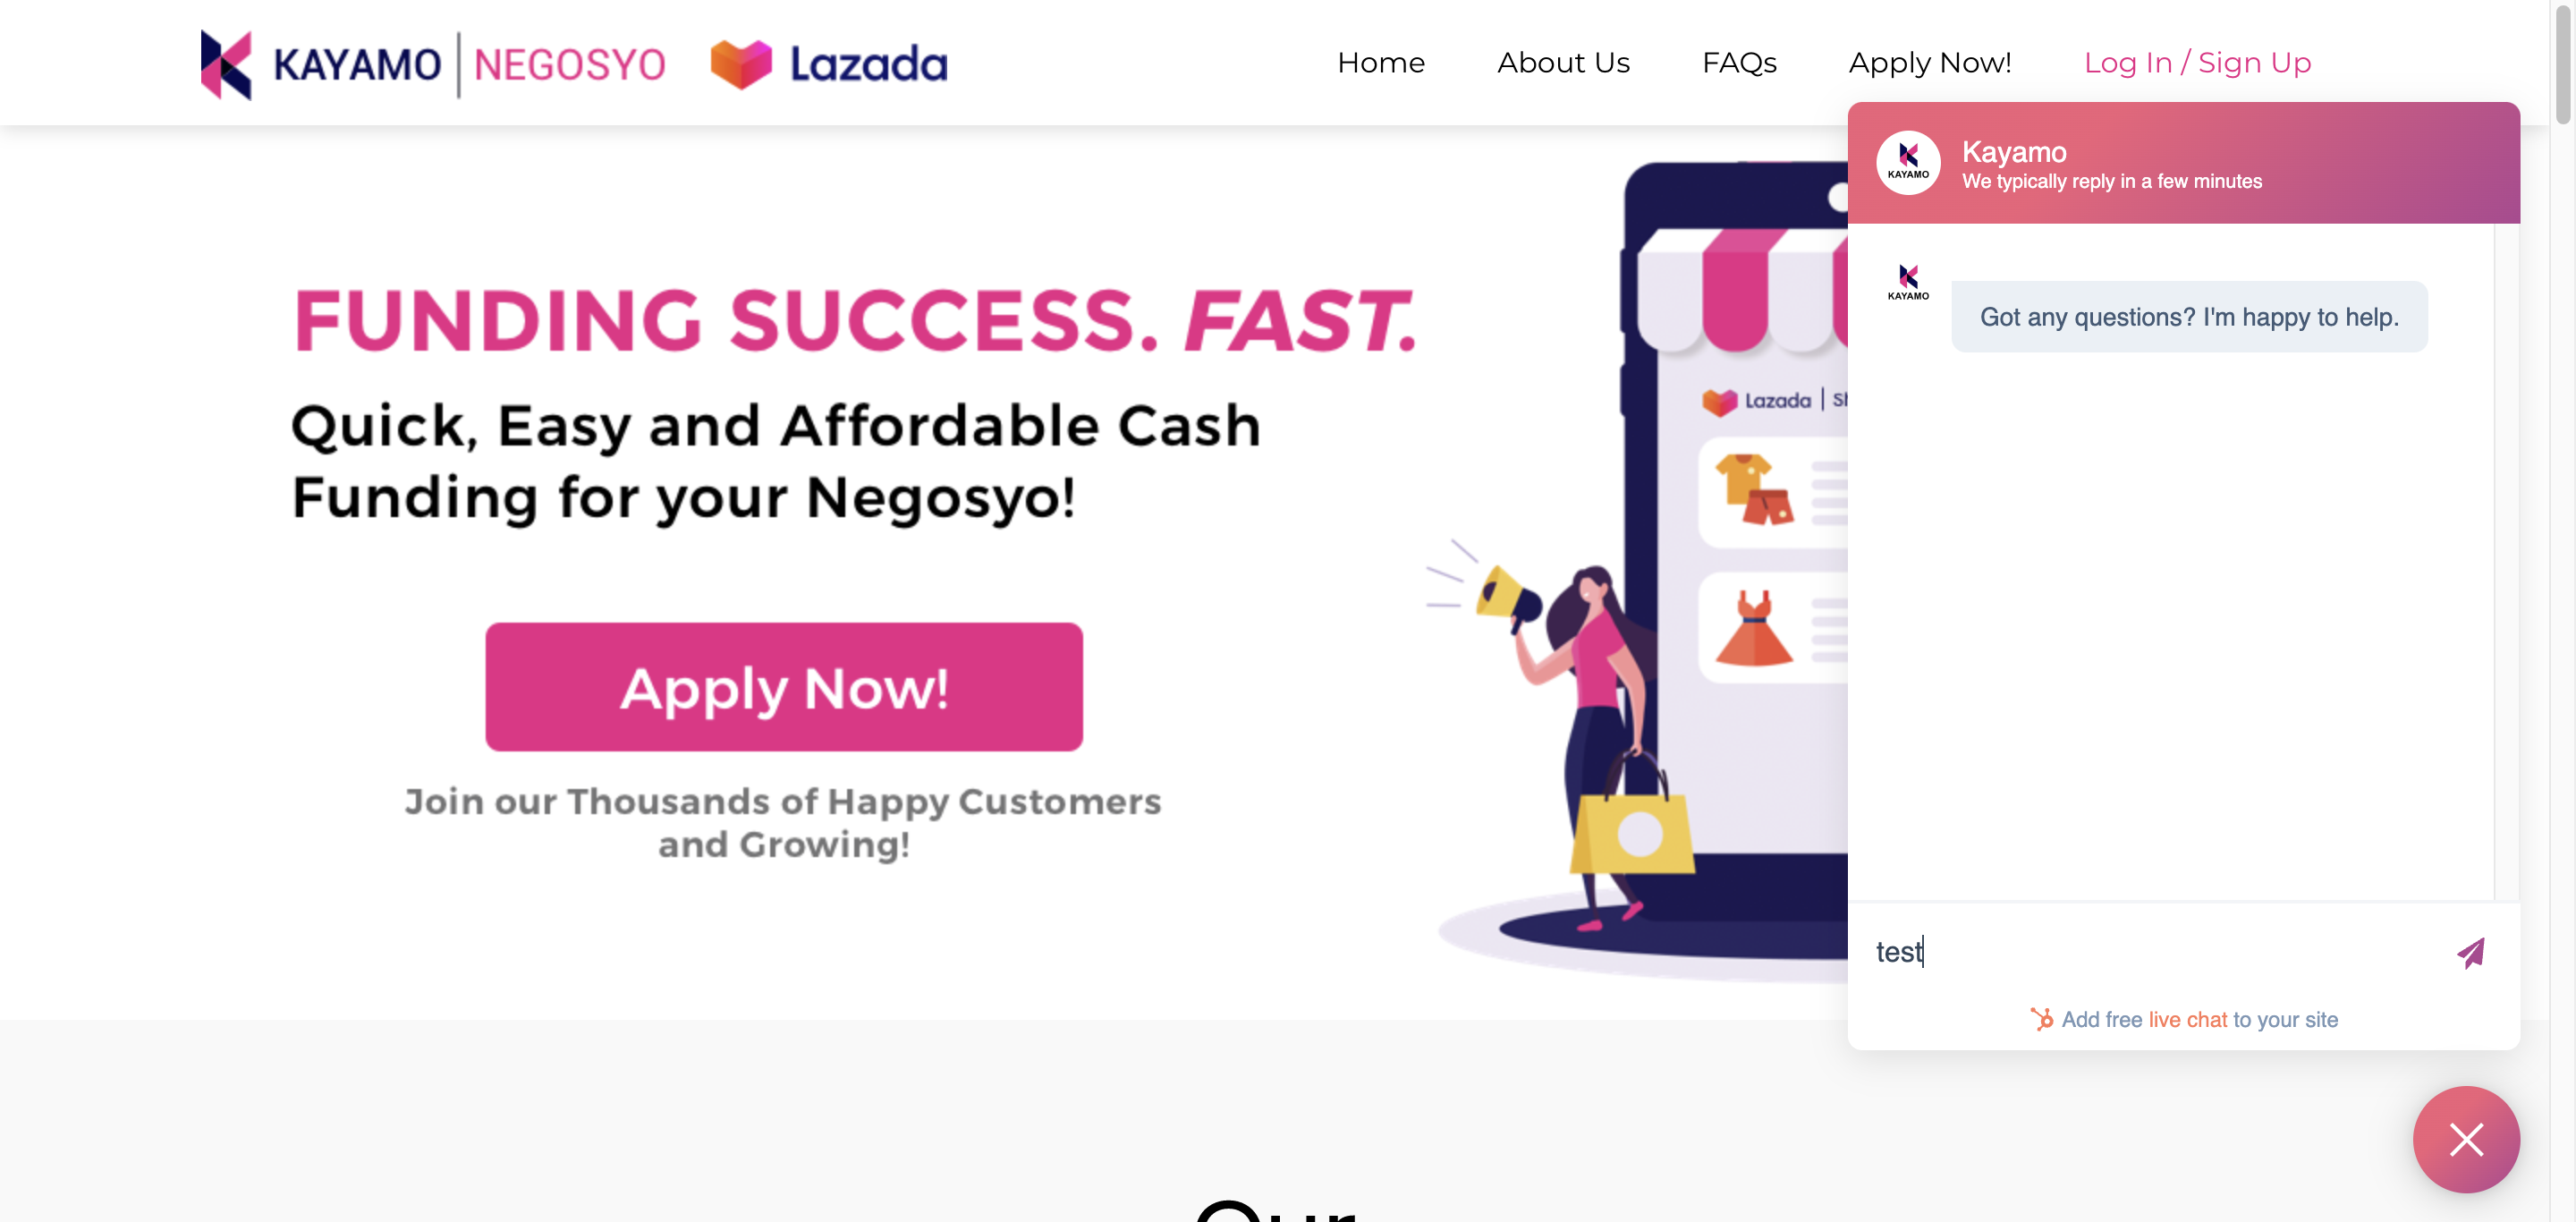 KAYAMO | NEGOSYO Lazada
Home About Us FAQs Apply Now! Log In / Sign Up
FUNDING SUCCESS. FAST.
Quick, Easy and Affordable Cash
Funding for your Negosyo!
Apply Now!
Join our Thousands of Happy Customers
and Growing!
Lazada
KAYAMO
Kayamo
We typically reply in a few minutes
KAYAMO
Got any questions? I'm happy to help.
test
Add free live chat to your site
Our